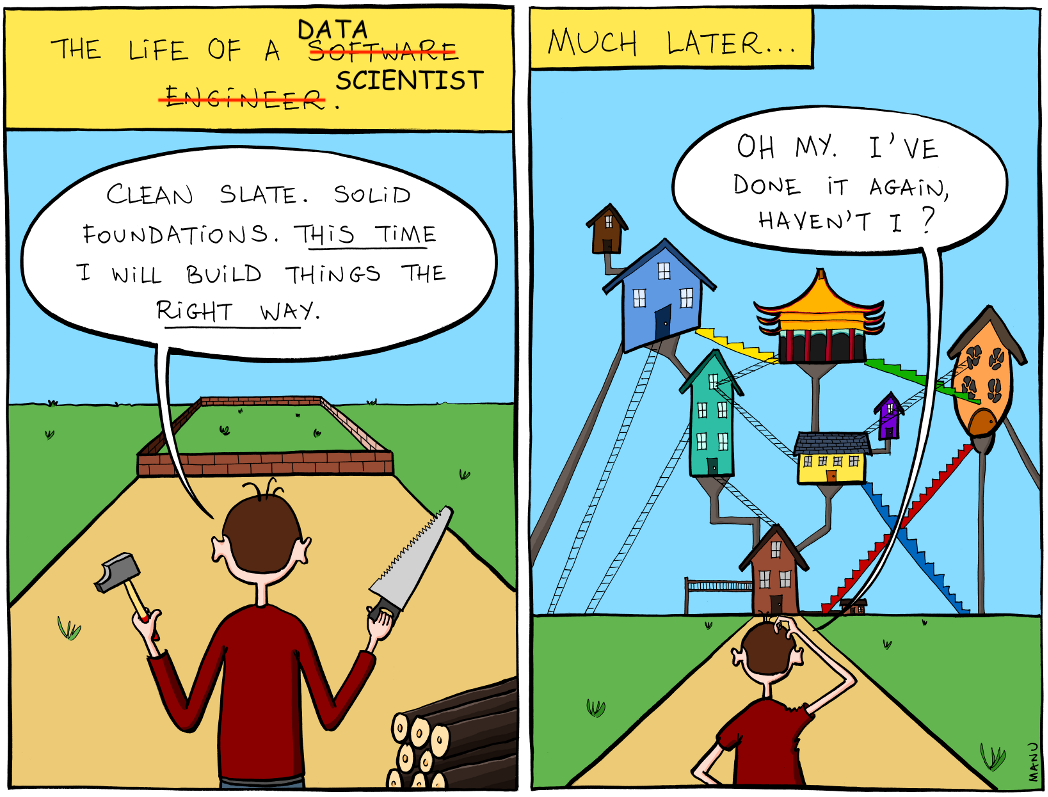 THE LIFE OF A SOFTWARE DATA
ENGINEER. SCIENTIST
CLEAN SLATE. SOLID
FOUNDATIONS. THIS TIME
I WILL BUILD THINGS THE
RIGHT WAY.
MUCH LATER...
OH MY. I'VE
DONE IT AGAIN,
HAVEN'T I?
MANU